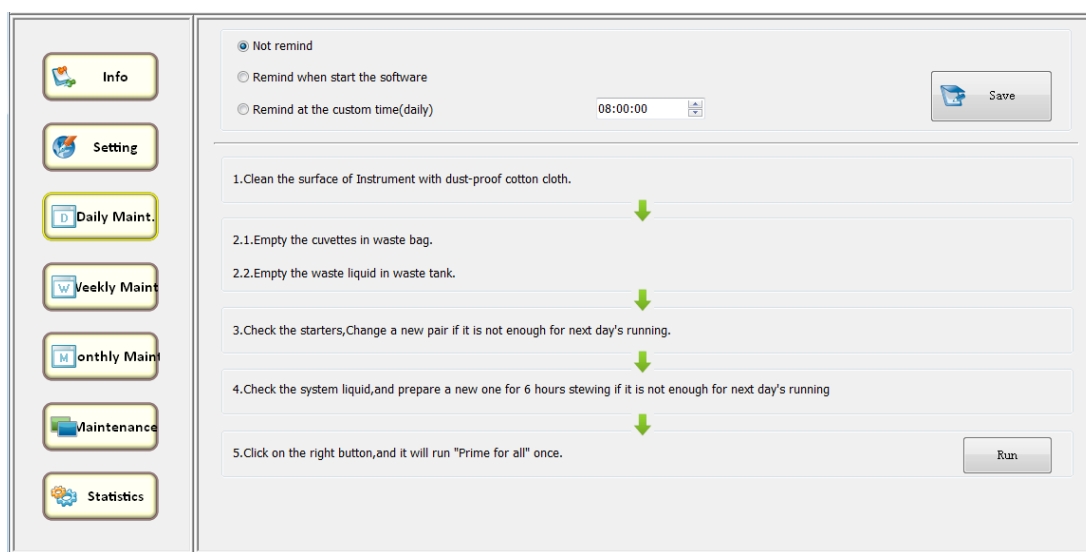 Info
Setting
D Daily Maint.
W Veekly Maint
M onthly Maint
Maintenance
Statistics
Not remind
Remind when start the software
Remind at the custom time(daily) 08:00:00
Save
1.Clean the surface of Instrument with dust-proof cotton cloth.
2.1.Empty the cuvettes in waste bag.
2.2.Empty the waste liquid in waste tank.
3.Check the starters,Change a new pair if it is not enough for next day's running.
4.Check the system liquid,and prepare a new one for 6 hours stewing if it is not enough for next day's running
5.Click on the right button,and it will run "Prime for all" once.
Run